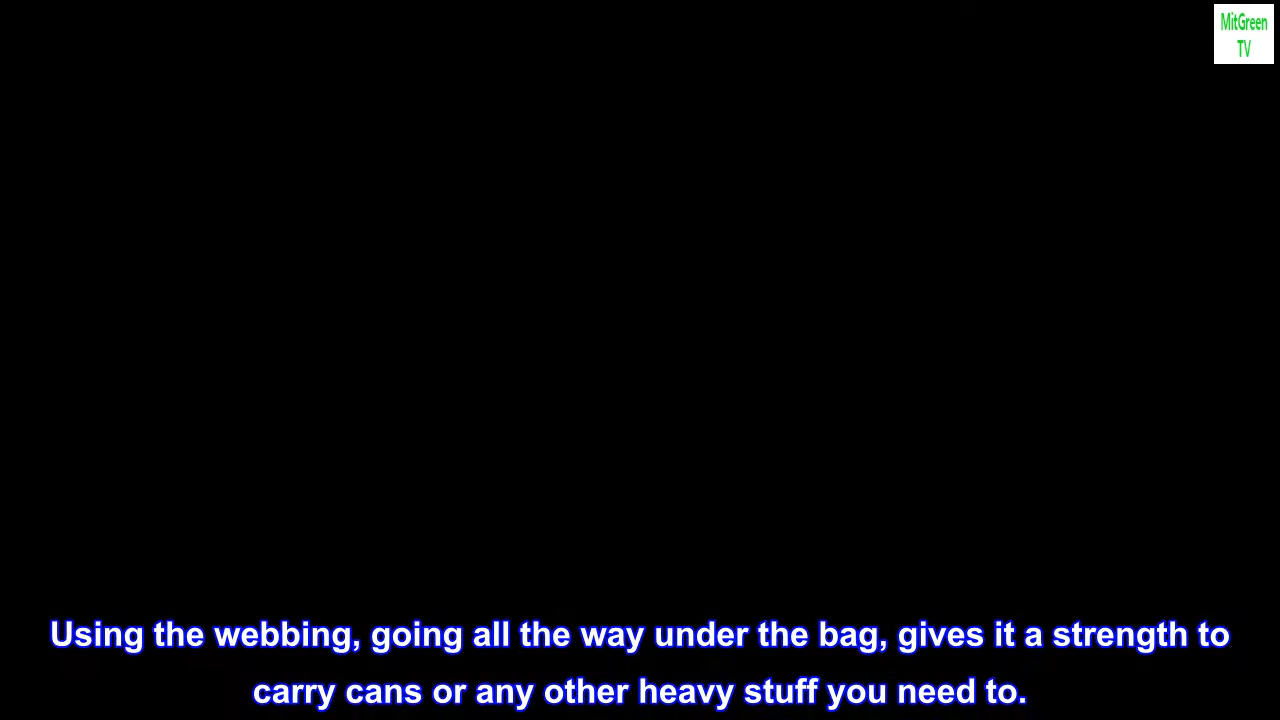 MitGreen
TV
Using the webbing, going all the way under the bag, gives it a strength to
carry cans or any other heavy stuff you need to.